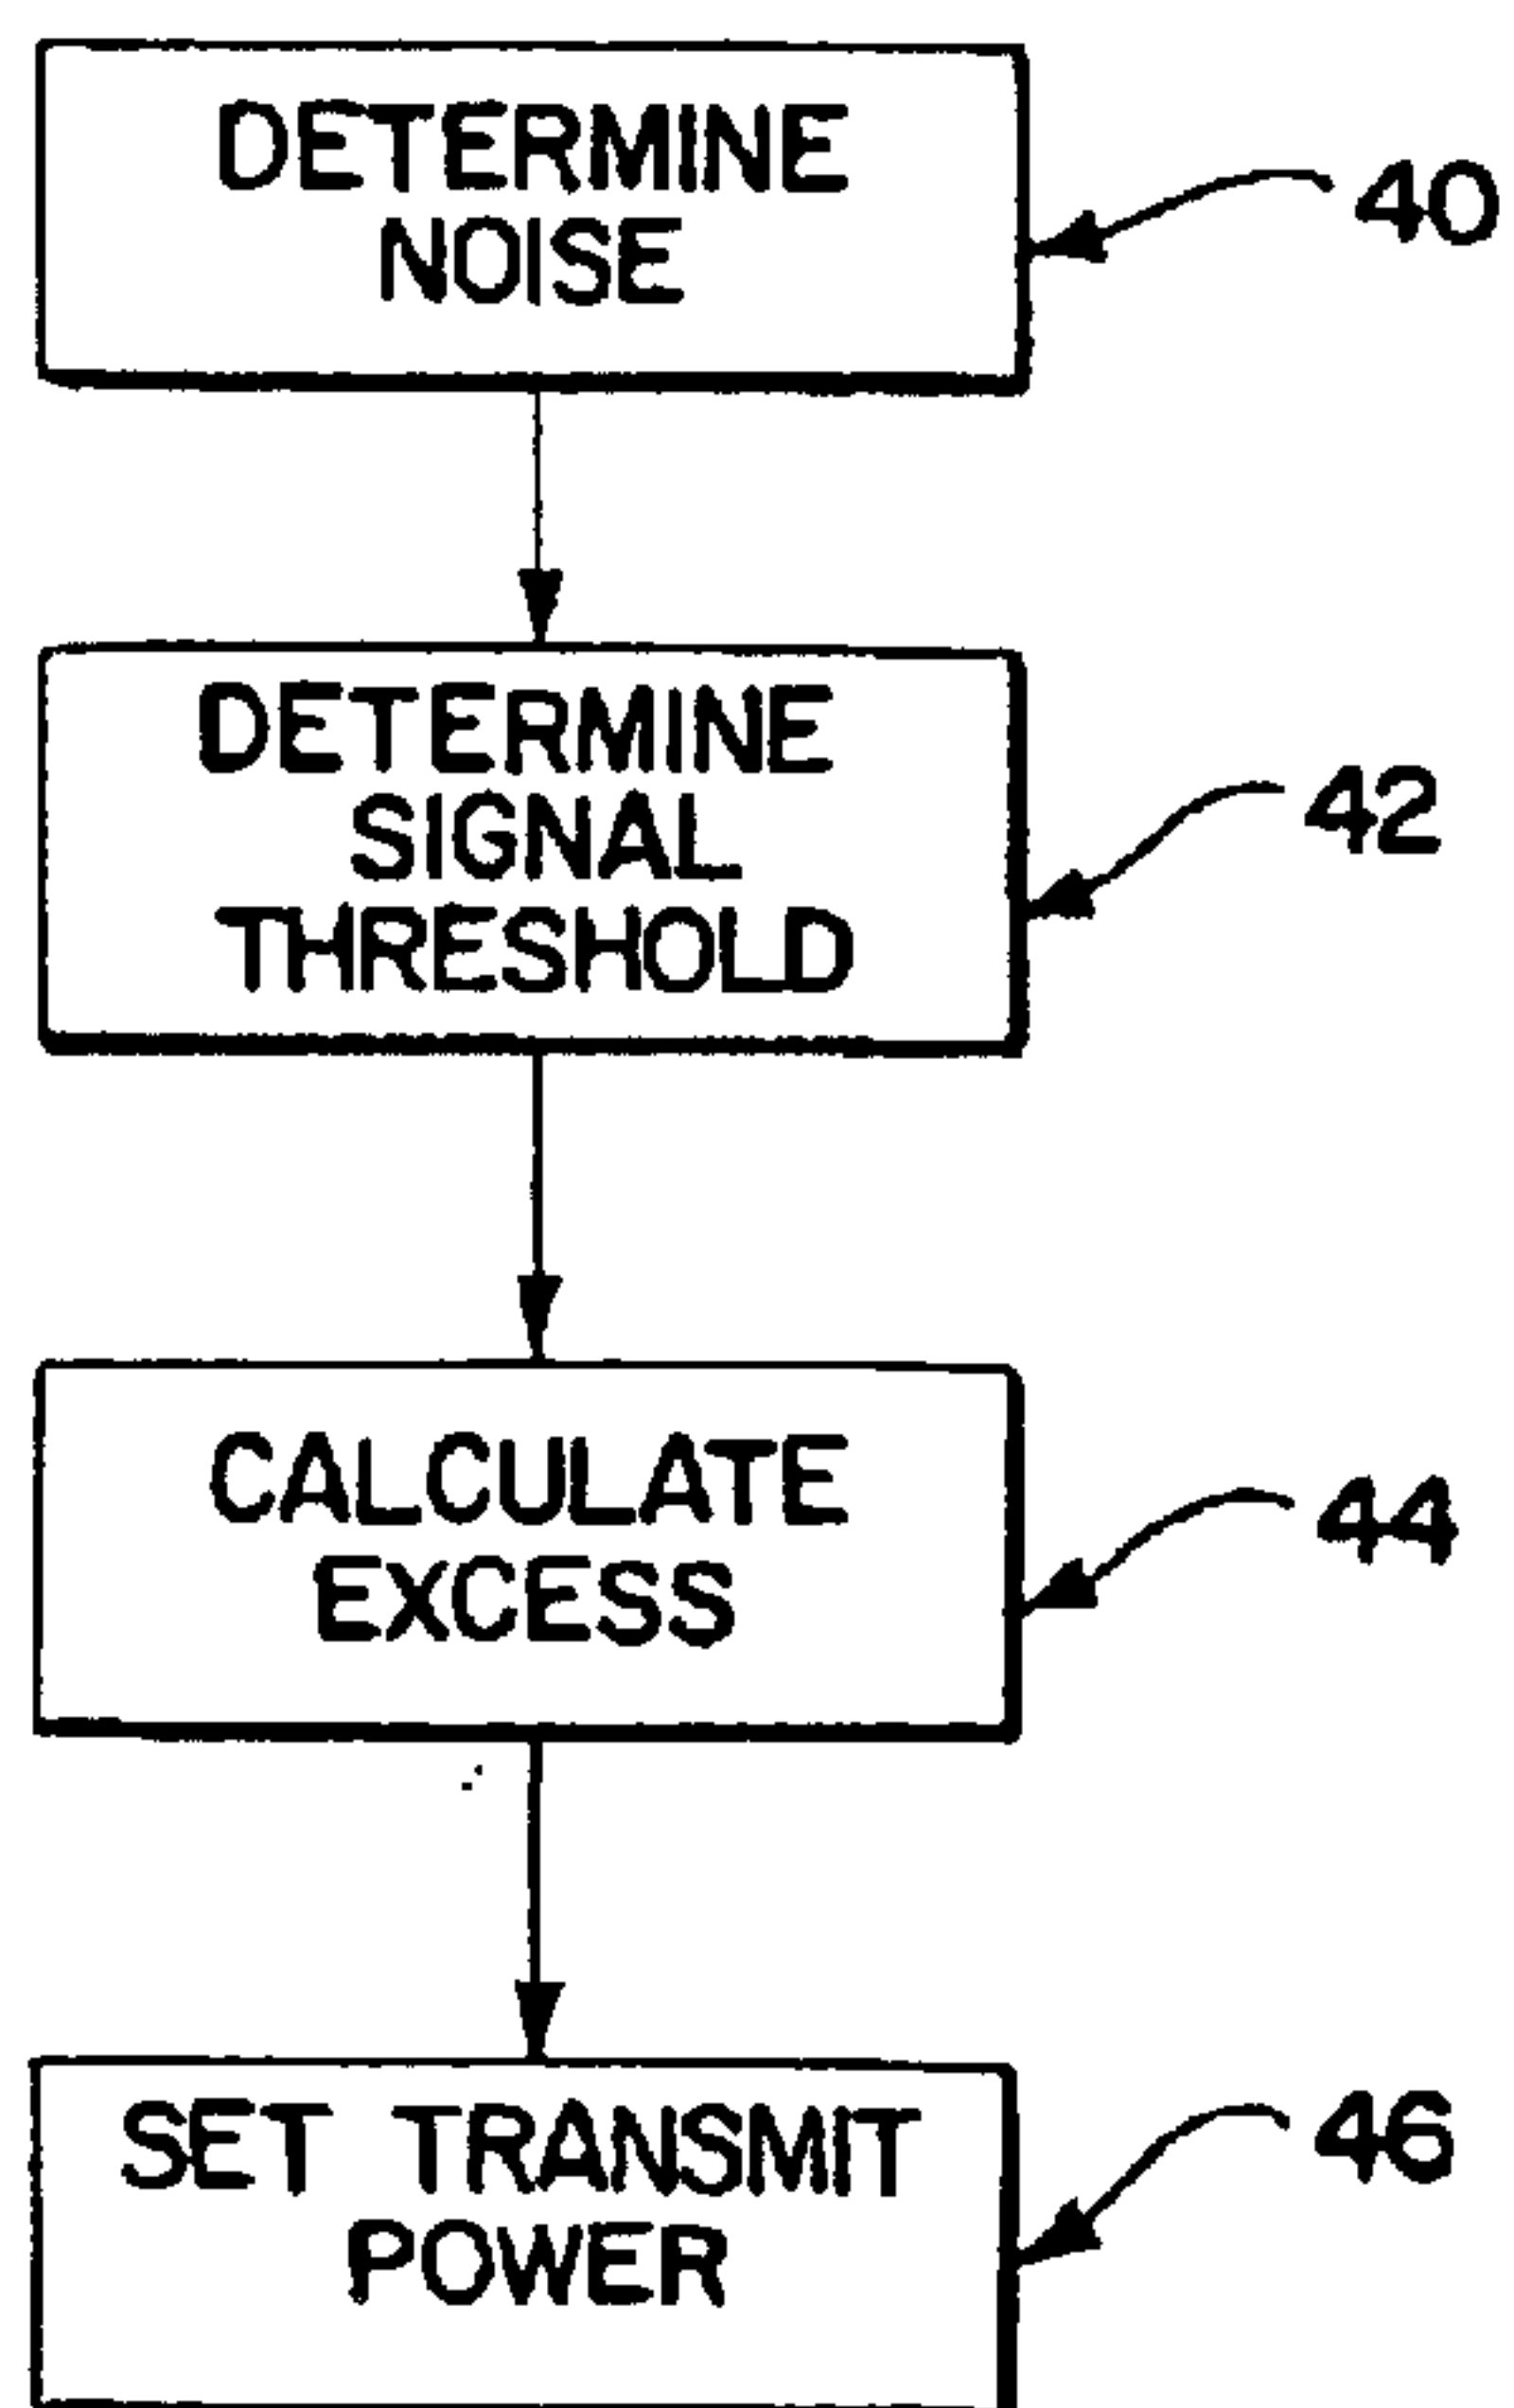 DETERMINE
NOISE
40
DETERMINE
SIGNAL
THRESHOLD
42
CALCULATE
EXCESS
44
SET TRANSMIT
POWER
46